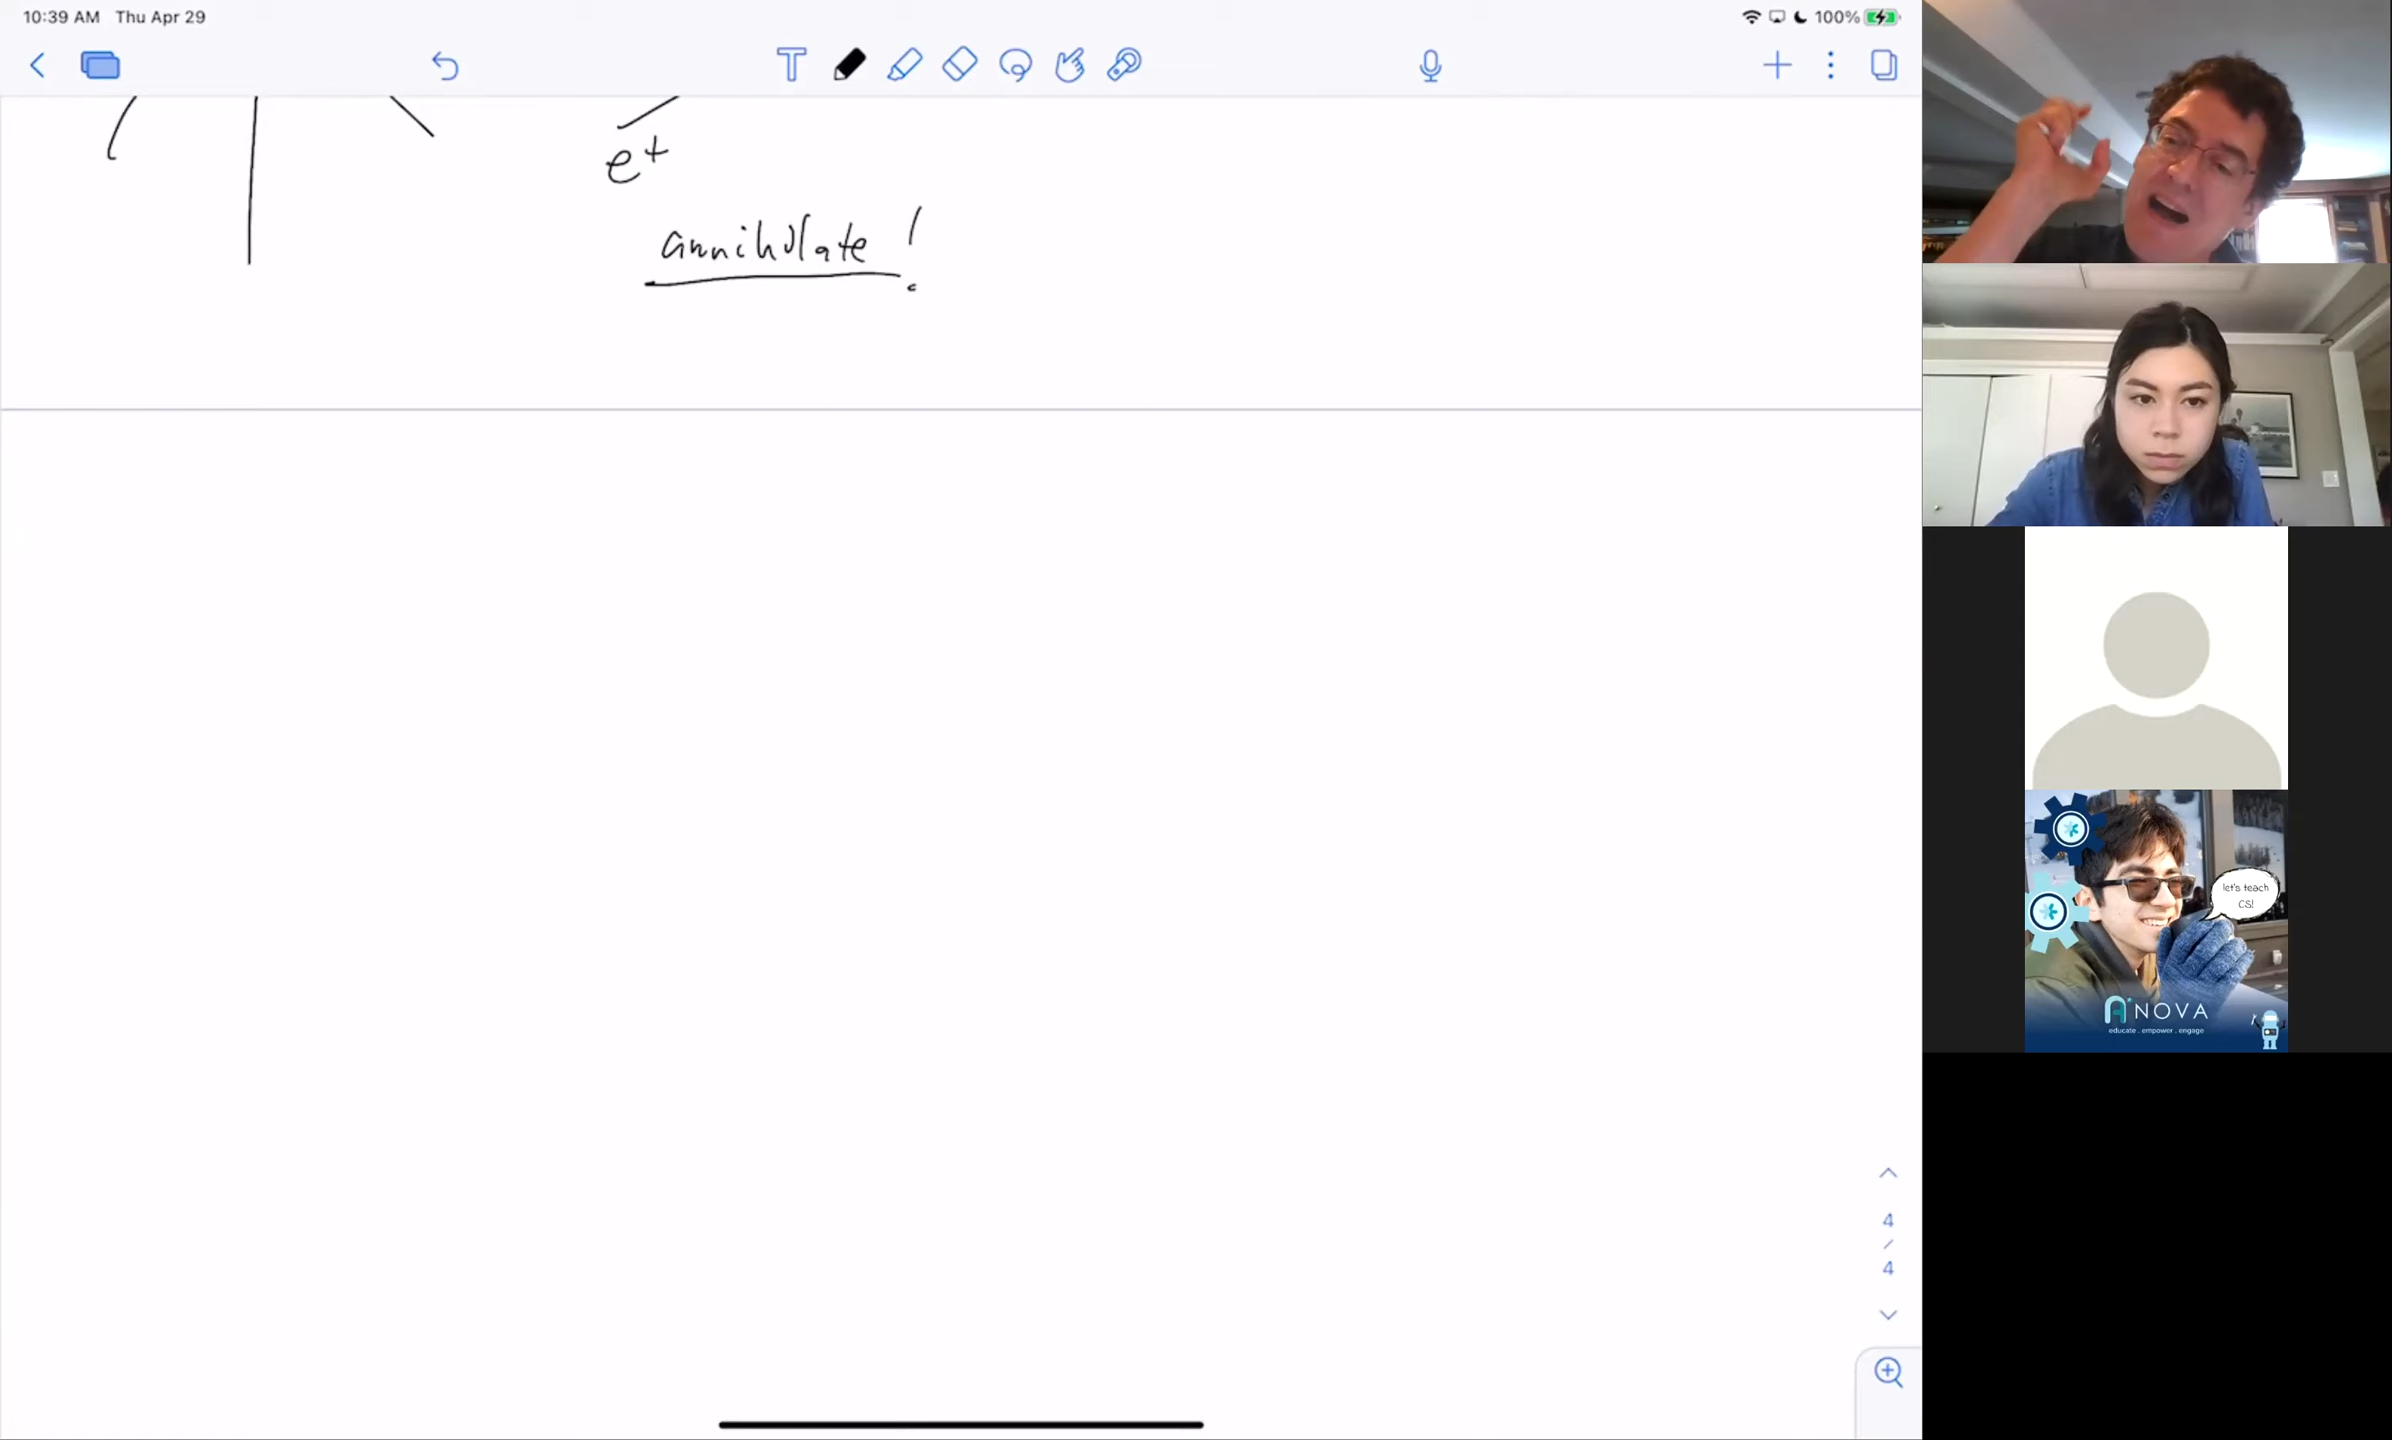 10:39 AM Thu Apr 29
100%
e+
annihilate!
let's teach
CS!
NOVA
educate . empower . engage
4
/
4